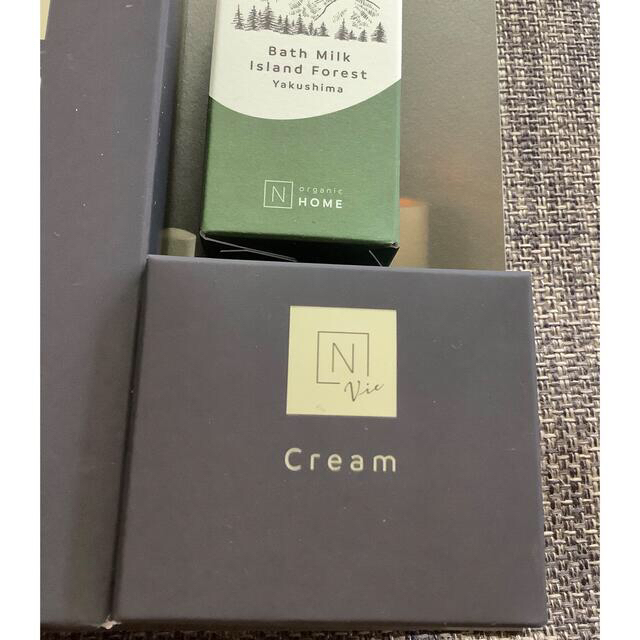 Bath Milk
Island Forest
Yakushima
N organic
HOME
N
Vie
Cream